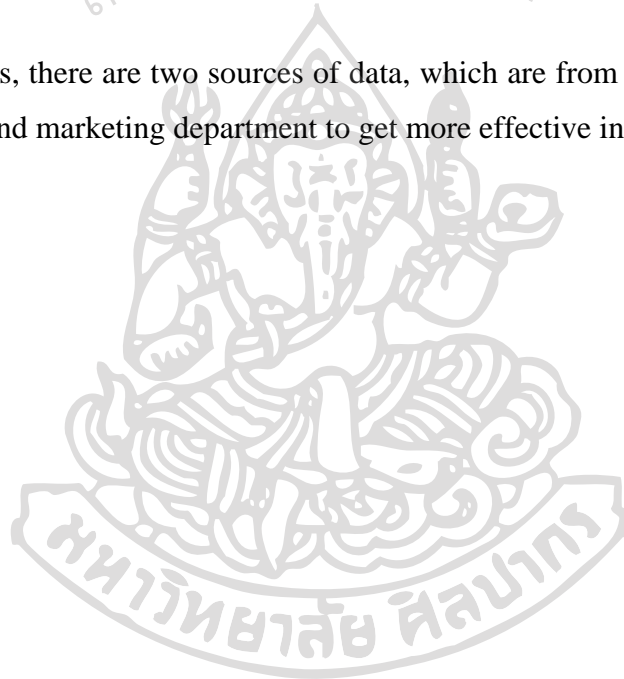 s, there are two sources of data, which are from
nd marketing department to get more effective in
มหาวิทยาลัย ศิลปากร